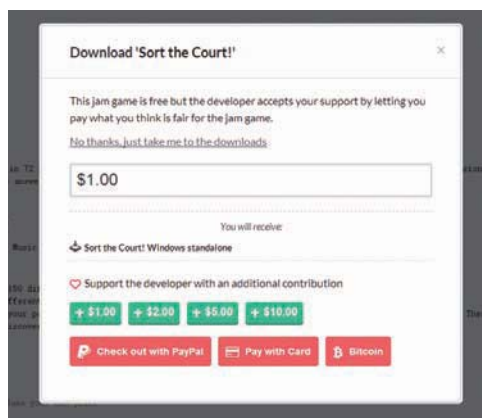 Download 'Sort the Court!'
×
This jam game is free but the developer accepts your support by letting you
pay what you think is fair for the jam game.
No thanks, just take me to the downloads
$1.00
You will receive
Sort the Court! Windows standalone
Support the developer with an additional contribution
+ $1.00 + $2.00 + $5.00 + $10.00
Check out with PayPal Pay with Card Bitcoin